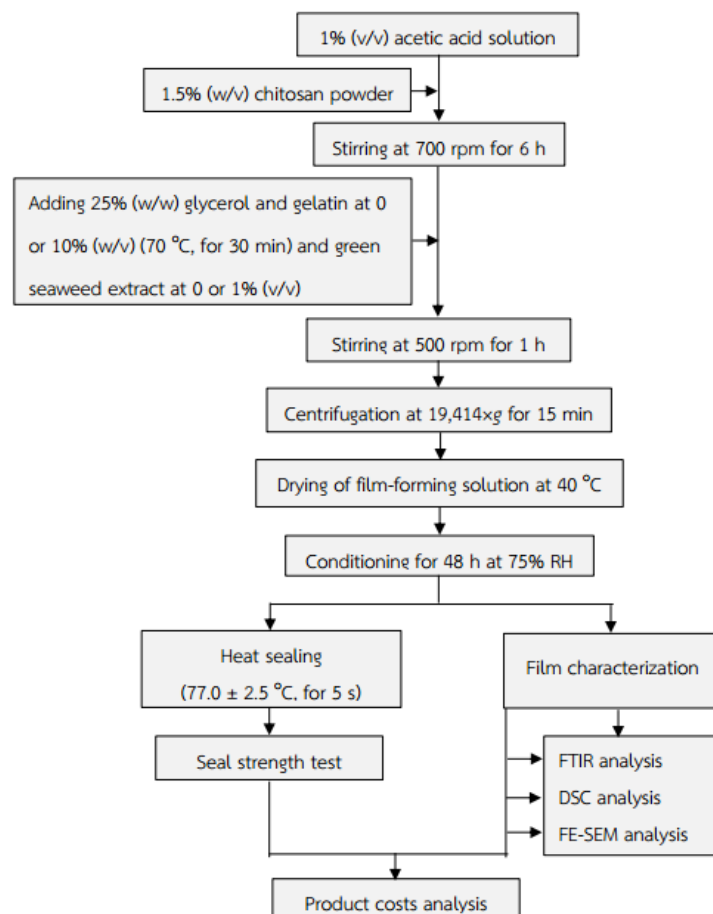 1% (v/v) acetic acid solution
1.5% (w/v) chitosan powder
Stirring at 700 rpm for 6 h
Adding 25% (w/w) glycerol and gelatin at 0
or 10% (w/v) (70 °C, for 30 min) and green
seaweed extract at 0 or 1% (v/v)
Stirring at 500 rpm for 1 h
Centrifugation at 19,414×g for 15 min
Drying of film-forming solution at 40 °C
Conditioning for 48 h at 75% RH
Heat sealing
(77.0 ± 2.5 °C, for 5 s)
Film characterization
Seal strength test
FTIR analysis
DSC analysis
FE-SEM analysis
Product costs analysis